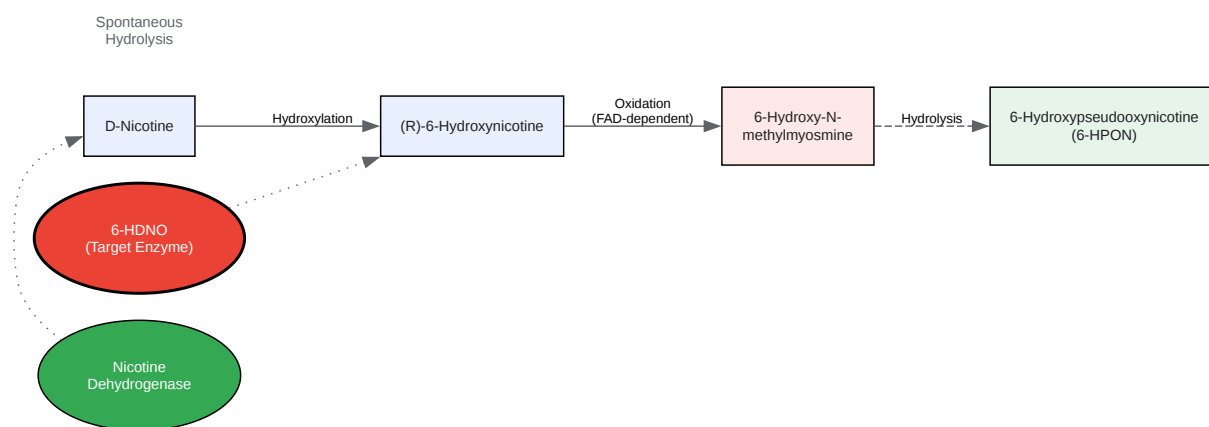 Spontaneous
Hydrolysis
D-Nicotine
Hydroxylation
(R)-6-Hydroxynicotine
Oxidation
(FAD-dependent)
6-Hydroxy-N-
methylmyosmine
Hydrolysis
6-Hydroxypseudooxynicotine
(6-HPON)
6-HDNO
(Target Enzyme)
Nicotine
Dehydrogenase